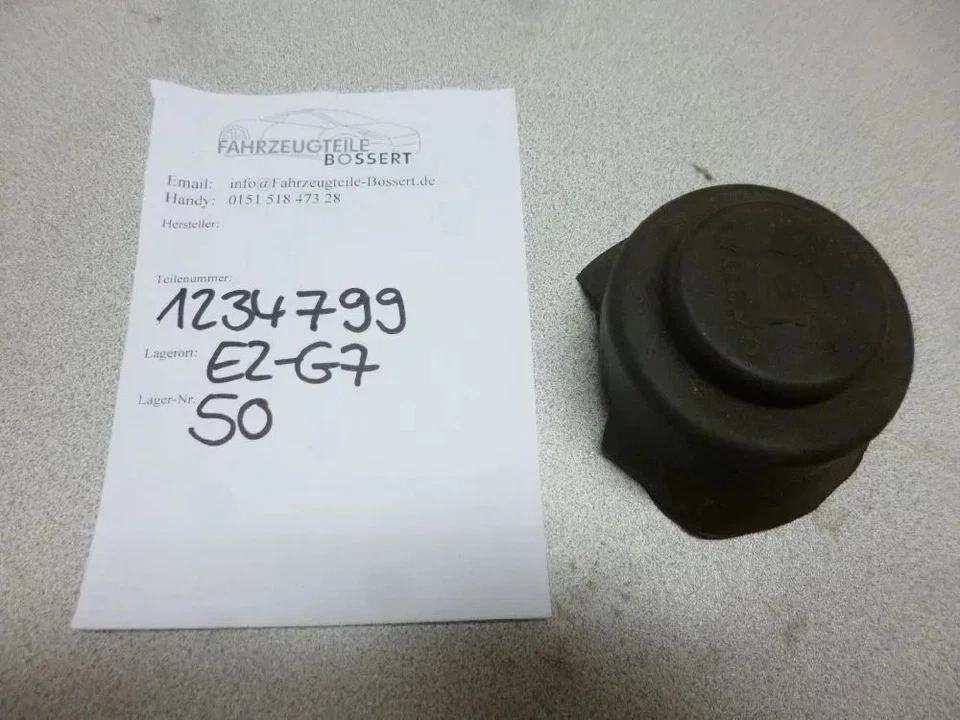 FAHRZEUGTEILE
BOSSERT
Email: info@Fahrzeugteile-Bossert.de
Handy: 0151 518 473 28
Hersteller:
Teilenummer:
1234799
Lagerort: E2-G7
Lager-Nr.
50